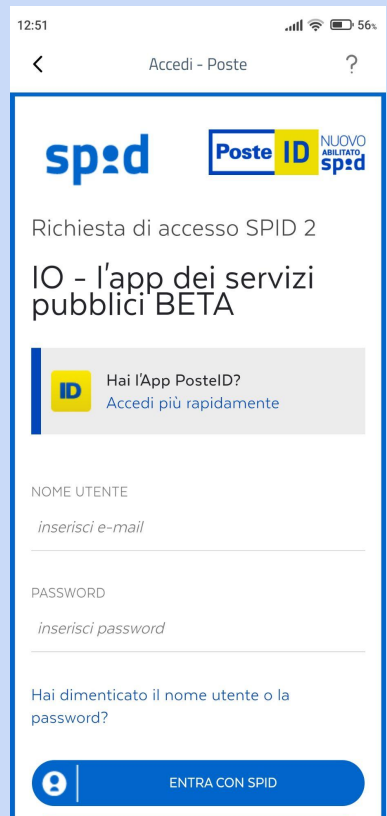 12:51
56%
Accedi - Poste
?
spid
Poste ID NUOVO ABILITATO spid
Richiesta di accesso SPID 2
IO - l'app dei servizi
pubblici BETA
ID
Hai l'App PosteID?
Accedi più rapidamente
NOME UTENTE
inserisci e-mail
PASSWORD
inserisci password
Hai dimenticato il nome utente o la
password?
ENTRA CON SPID